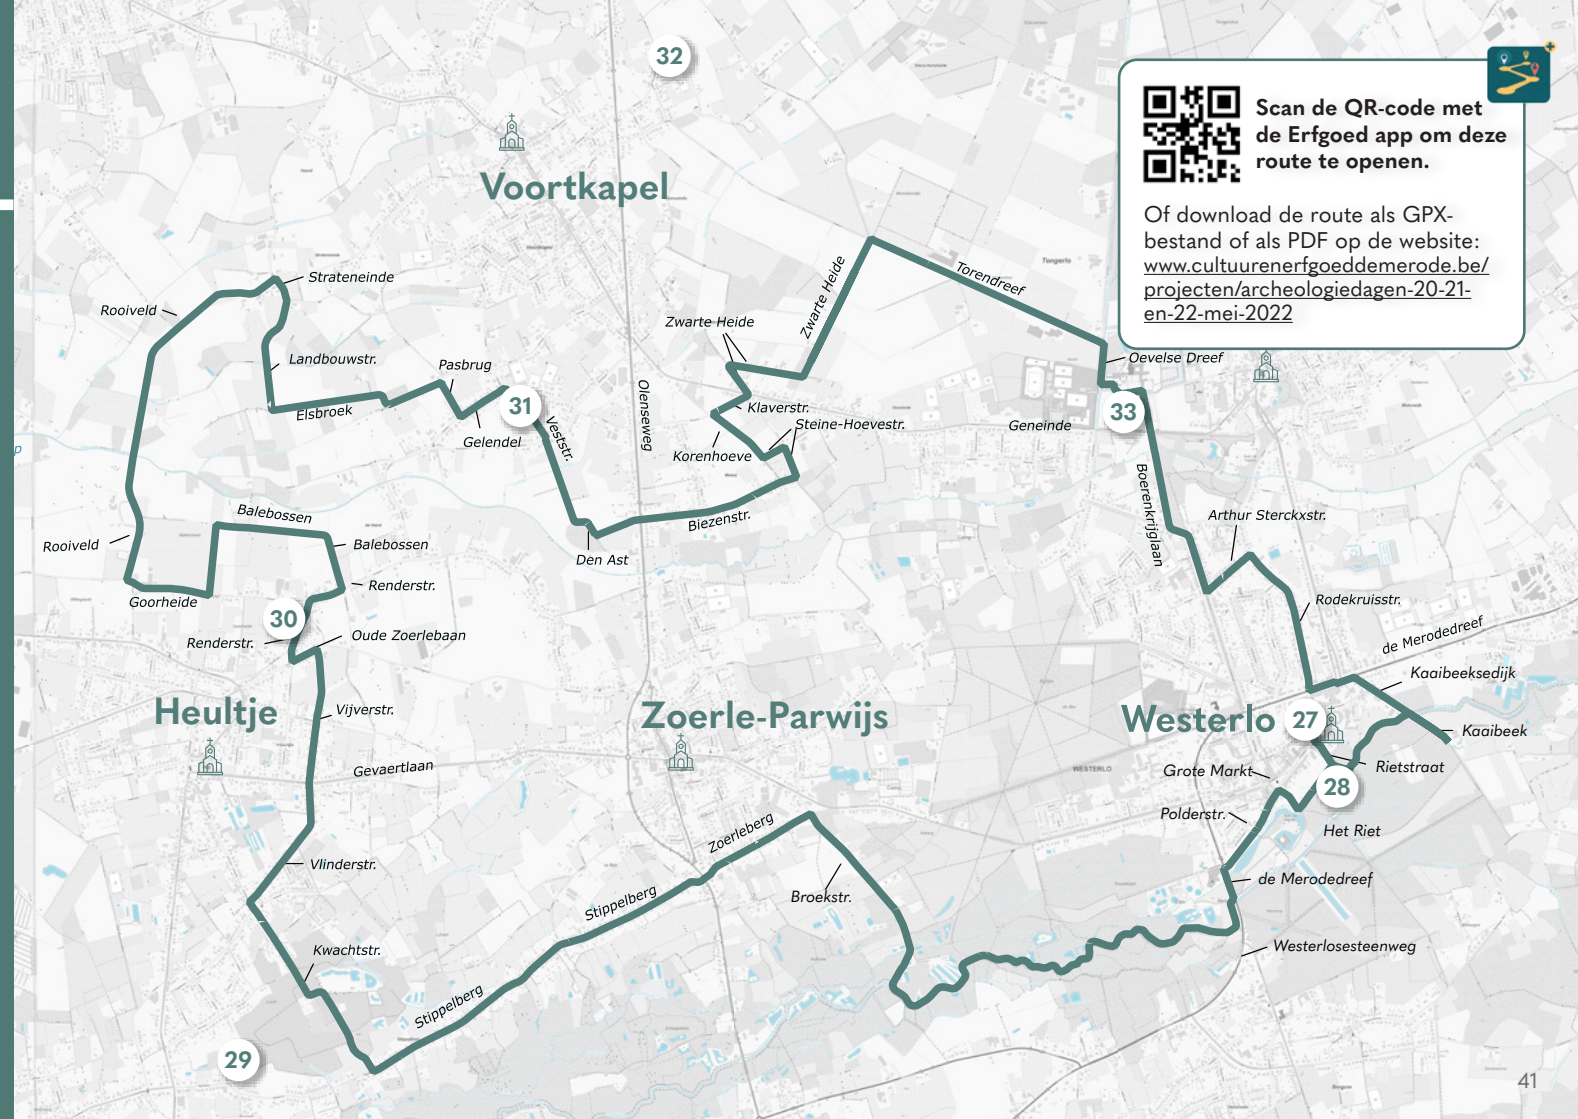 32
Scan de QR-code met
de Erfgoed app om deze
route te openen.
Of download de route als GPX-
bestand of als PDF op de website:
www.cultuurenerfgoeddemerode.be/
projecten/archeologiedagen-20-21-
en-22-mei-2022
Voortkapel
Strateneinde
Rooiveld
Landbouwstr.
Pasbrug
Elsbroek
Gelendel
31
Veststr.
Olenseweg
Zwarte Heide
Zwarte Heide
Torendreef
Tongerlo
Oevelse Dreef
Klaverstr.
Steine-Hoevestr.
Korenhoeve
Geneinde
33
Boerenkrijglaan
Biezenstr.
Den Ast
Balebossen
Balebossen
Rooiveld
Renderstr.
Goorheide
30
Renderstr.
Oude Zoerlebaan
Arthur Sterckxstr.
Rodekruisstr.
de Merodedreef
Kaaibeeksedijk
Kaaibeek
Heultje
Vijverstr.
Gevaertlaan
Zoerle-Parwijs
Westerlo
27
WESTERLO
Rietstraat
Grote Markt
28
Polderstr.
Het Riet
Vlinderstr.
Zoerleberg
Stippelberg
Broekstr.
de Merodedreef
Westerlosesteenweg
Kwachtstr.
Stippelberg
29
41